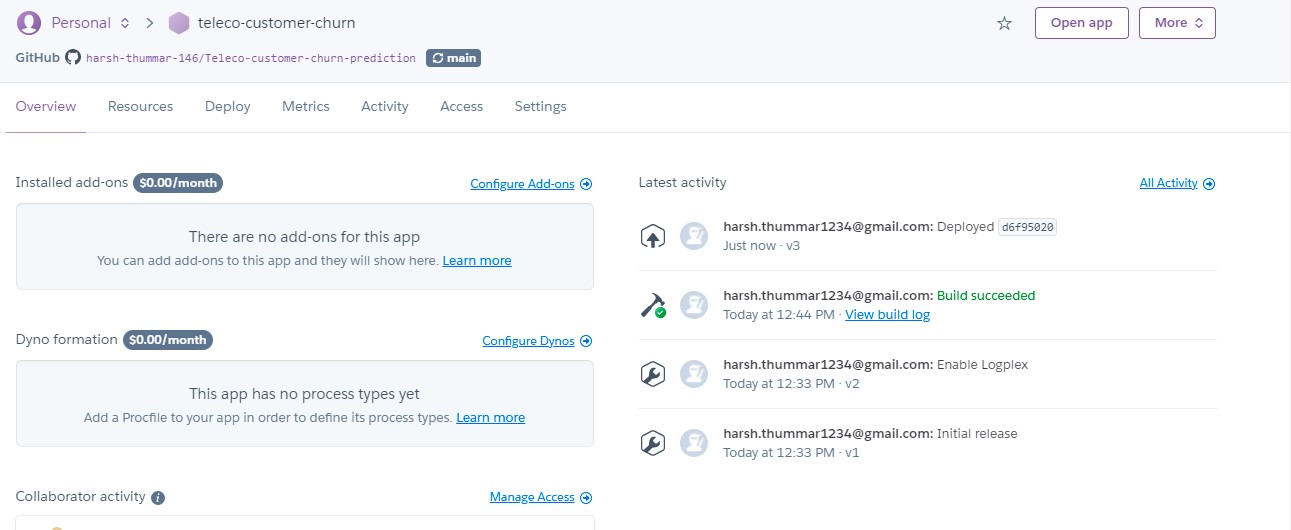 Personal teleco-customer-churn Open app More
GitHub harsh-thummar-146/Teleco-customer-churn-prediction main
Overview Resources Deploy Metrics Activity Access Settings
Installed add-ons $0.00/month Configure Add-ons
There are no add-ons for this app
You can add add-ons to this app and they will show here. Learn more
Dyno formation $0.00/month Configure Dynos
This app has no process types yet
Add a Procfile to your app in order to define its process types. Learn more
Collaborator activity i Manage Access
Latest activity All Activity
harsh.thummar1234@gmail.com: Deployed d6f95020
Just now · v3
harsh.thummar1234@gmail.com: Build succeeded
Today at 12:44 PM · View build log
harsh.thummar1234@gmail.com: Enable Logplex
Today at 12:33 PM · v2
harsh.thummar1234@gmail.com: Initial release
Today at 12:33 PM · v1